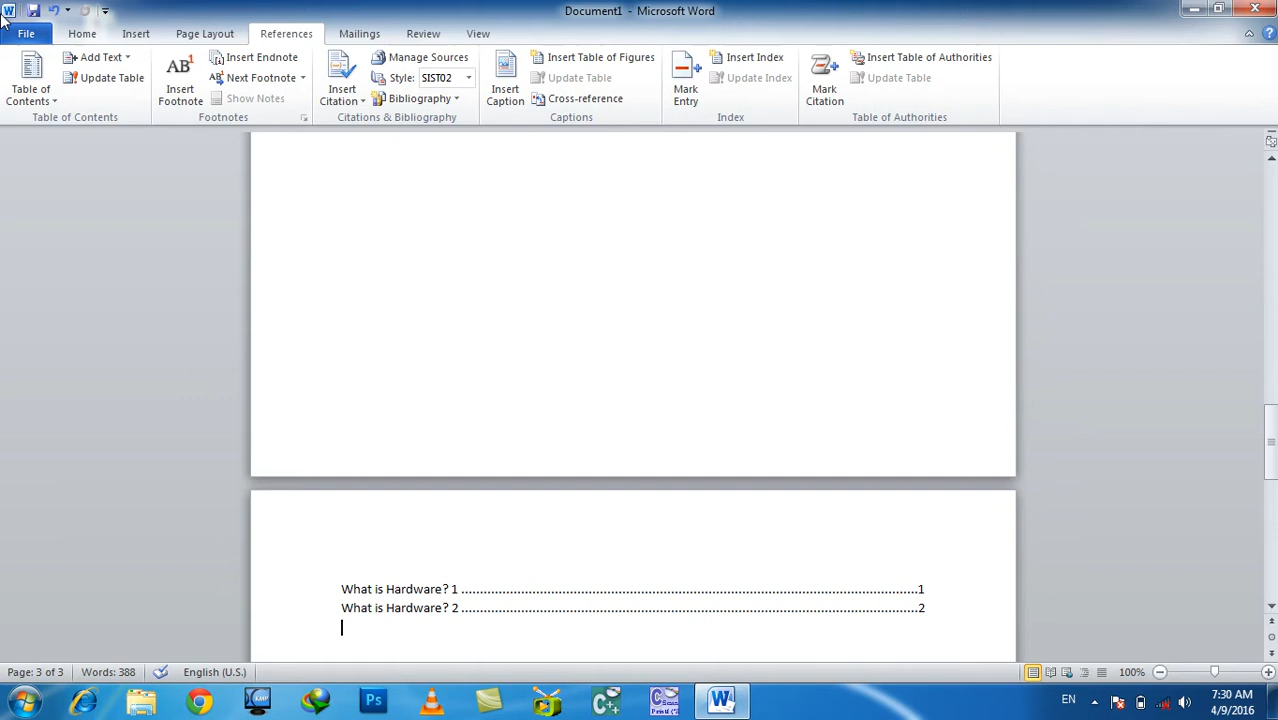 Document1 - Microsoft Word
File Home Insert Page Layout References Mailings Review View
Table of Contents
Add Text
Update Table
Table of Contents
AB1
Insert Footnote
Insert Endnote
Next Footnote
Show Notes
Footnotes
Insert Citation
Manage Sources
Style: SIST02
Bibliography
Citations & Bibliography
Insert Caption
Insert Table of Figures
Update Table
Cross-reference
Captions
Mark Entry
Insert Index
Update Index
Index
Mark Citation
Insert Table of Authorities
Update Table
Table of Authorities
What is Hardware? 1 ........................................................................................................................1
What is Hardware? 2 ........................................................................................................................2
Page: 3 of 3 Words: 388 English (U.S.) 100%
EN 7:30 AM
4/9/2016